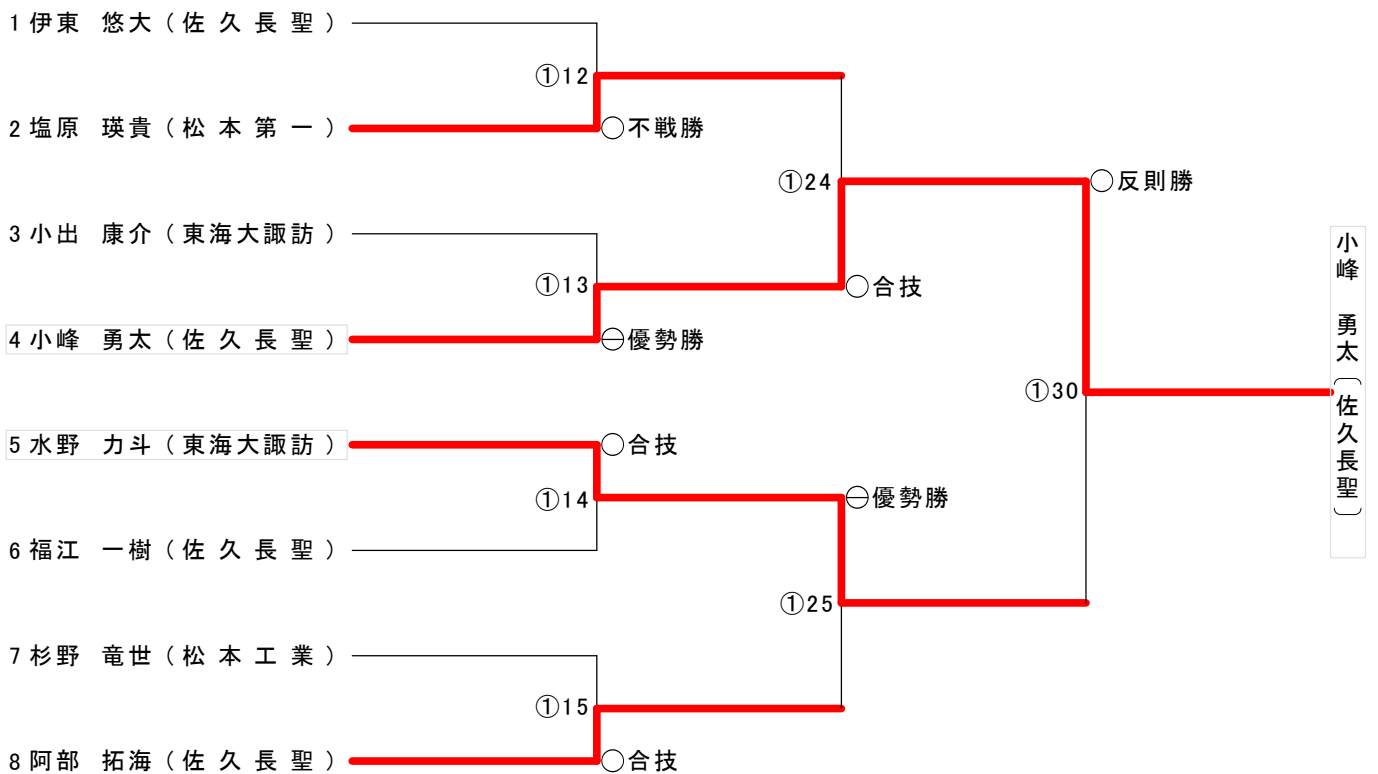 1 伊東 悠大 ( 佐 久 長 聖 )
①12
2 塩原 瑛貴 ( 松 本 第 一 )
○不戦勝
①24
○反則勝
3 小出 康介 ( 東海大諏訪 )
①13
○合技
4 小峰 勇太 ( 佐 久 長 聖 )
⊖優勢勝
①30
小峰 勇太 (佐久長聖)
5 水野 力斗 ( 東海大諏訪 )
○合技
①14
⊖優勢勝
6 福江 一樹 ( 佐 久 長 聖 )
①25
7 杉野 竜世 ( 松 本 工 業 )
①15
8 阿部 拓海 ( 佐 久 長 聖 )
○合技